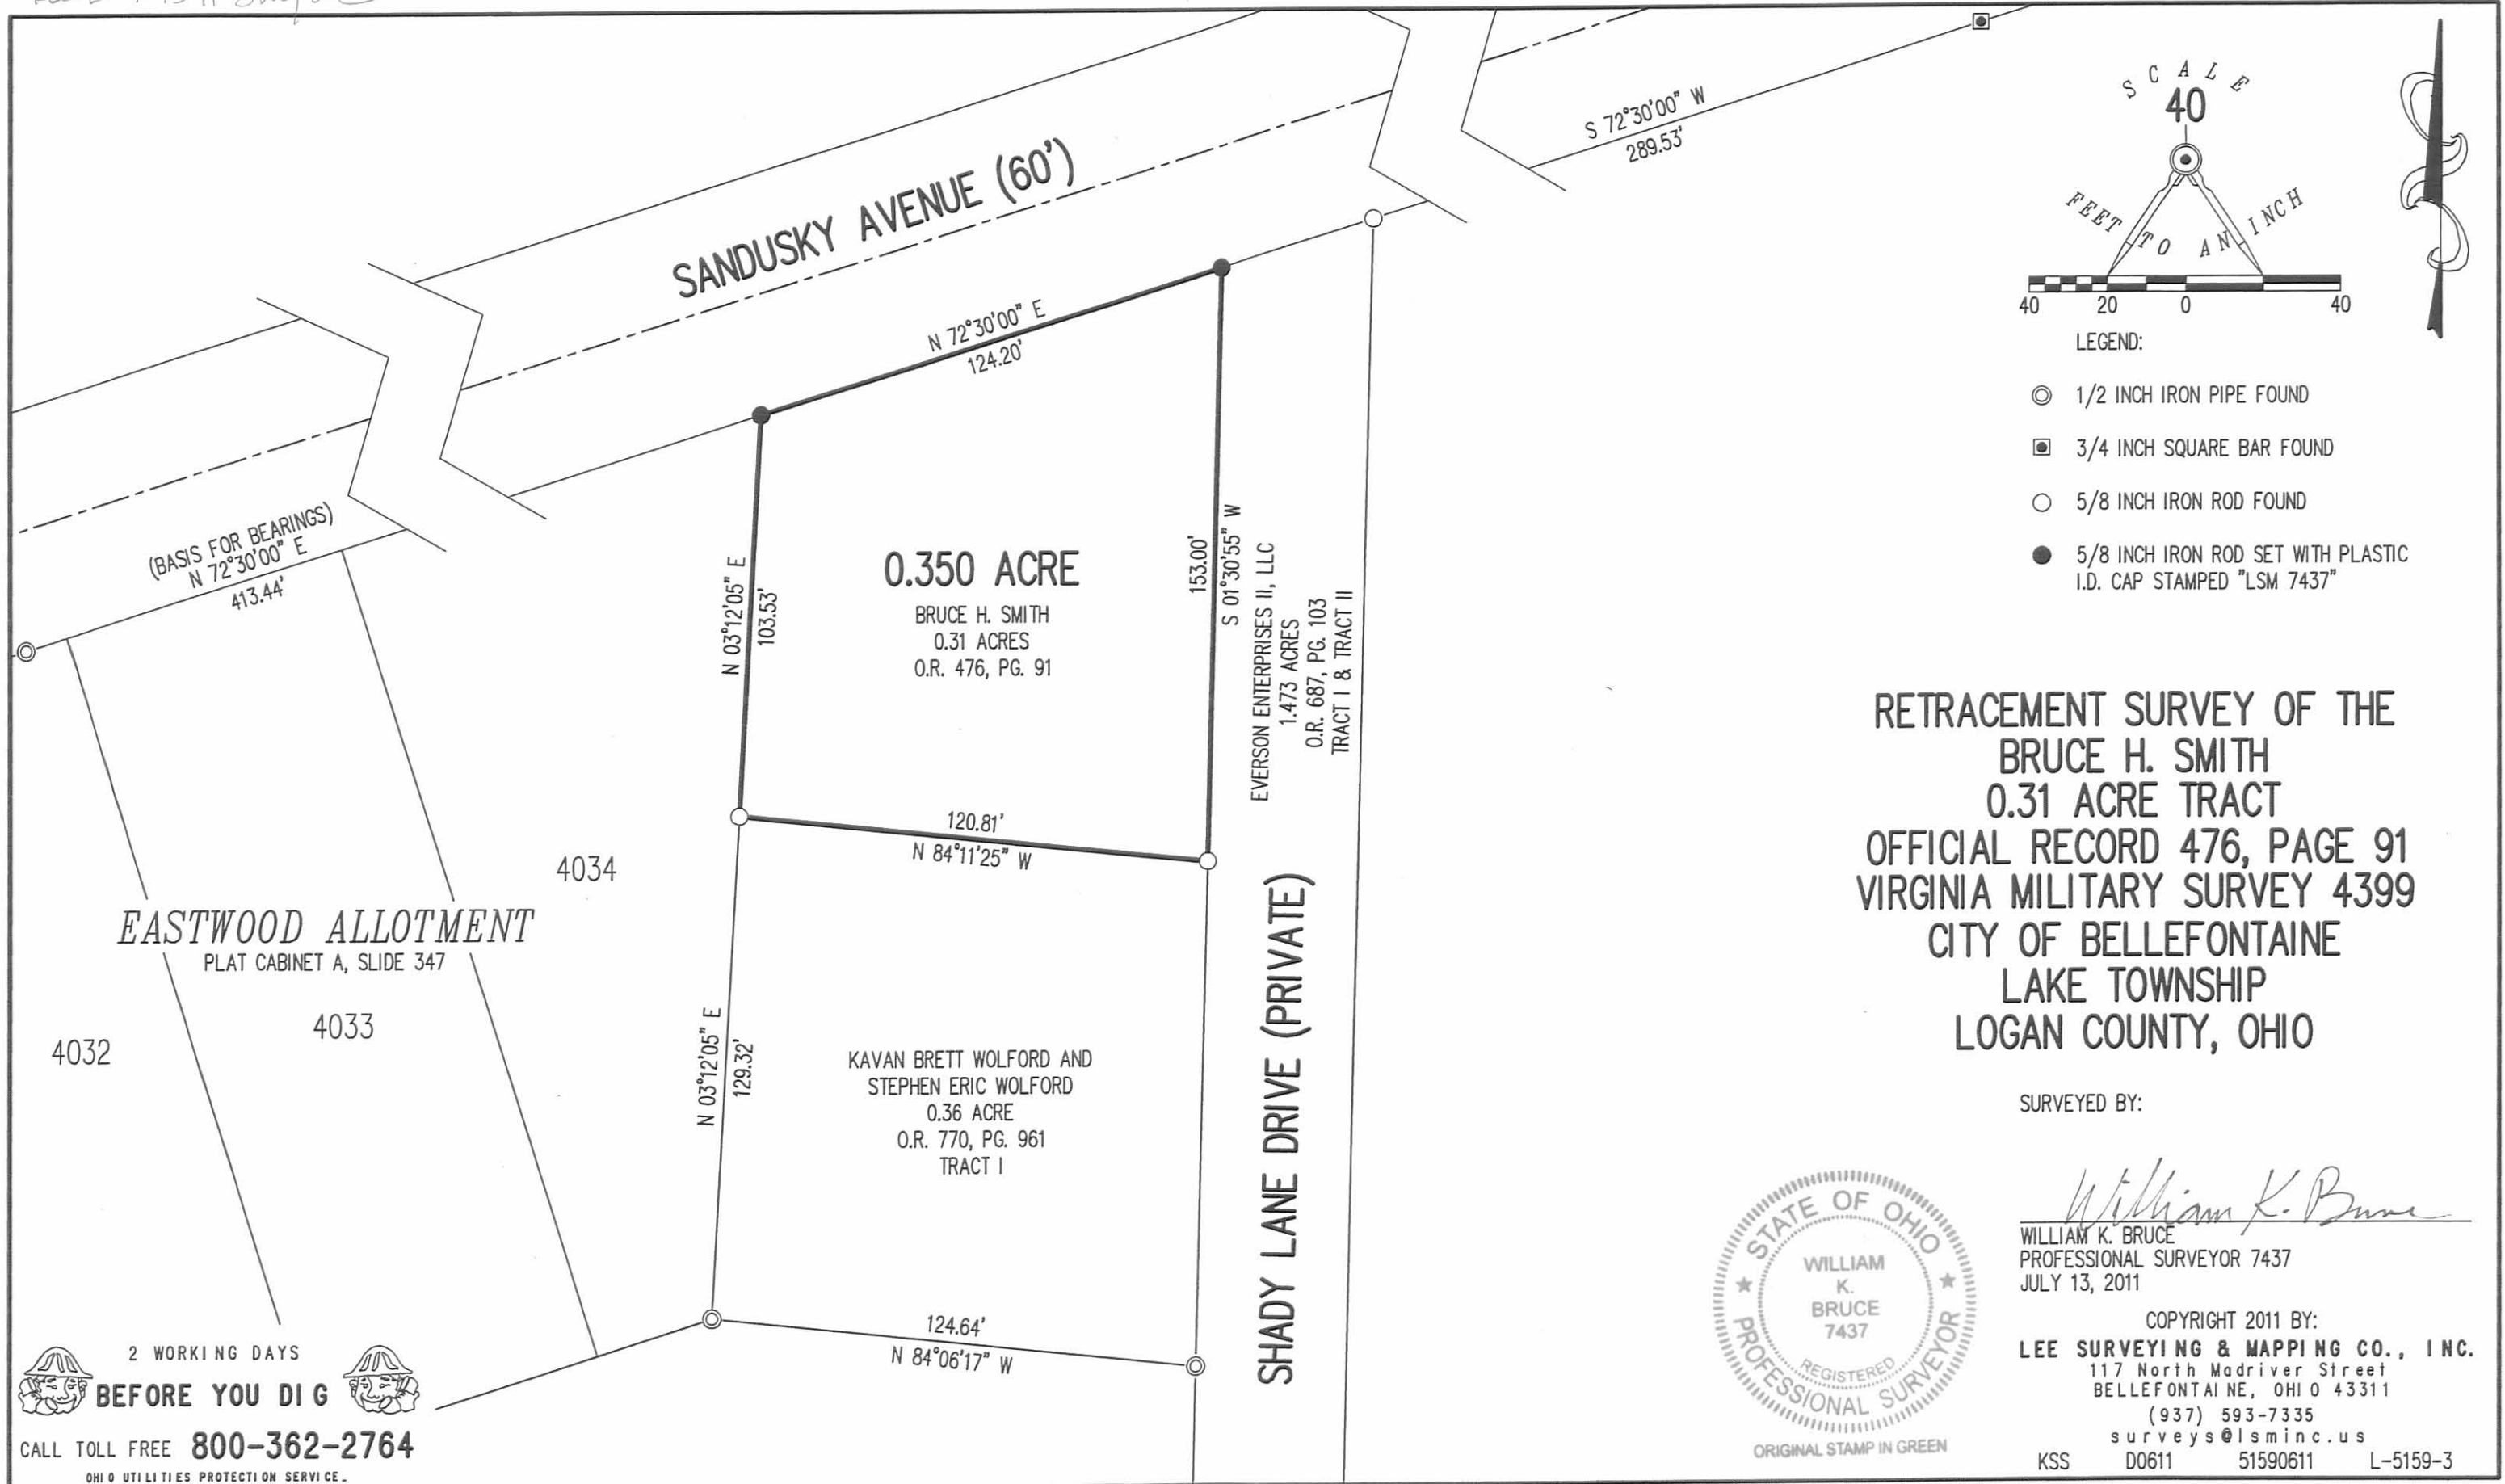 S 72°30'00" W
289.53'
SCALE
40
FEET TO AN INCH
40 20 0 40
LEGEND:
1/2 INCH IRON PIPE FOUND
3/4 INCH SQUARE BAR FOUND
5/8 INCH IRON ROD FOUND
5/8 INCH IRON ROD SET WITH PLASTIC
I.D. CAP STAMPED "LSM 7437"
SANDUSKY AVENUE (60')
N 72°30'00" E
124.20'
(BASIS FOR BEARINGS)
N 72°30'00" E
413.44'
N 03°12'05" E
103.53'
0.350 ACRE
BRUCE H. SMITH
0.31 ACRES
O.R. 476, PG. 91
153.00'
S 01°30'55" W
EVERSON ENTERPRISES II, LLC
1.473 ACRES
O.R. 687, PG. 103
TRACT I & TRACT II
120.81'
N 84°11'25" W
4034
EASTWOOD ALLOTMENT
PLAT CABINET A, SLIDE 347
4033
4032
N 03°12'05" E
129.32'
KAVAN BRETT WOLFORD AND
STEPHEN ERIC WOLFORD
0.36 ACRE
O.R. 770, PG. 961
TRACT I
SHADY LANE DRIVE (PRIVATE)
124.64'
N 84°06'17" W
2 WORKING DAYS
BEFORE YOU DIG
CALL TOLL FREE 800-362-2764
OHIO UTILITIES PROTECTION SERVICE
RETRACEMENT SURVEY OF THE
BRUCE H. SMITH
0.31 ACRE TRACT
OFFICIAL RECORD 476, PAGE 91
VIRGINIA MILITARY SURVEY 4399
CITY OF BELLEFONTAINE
LAKE TOWNSHIP
LOGAN COUNTY, OHIO
SURVEYED BY:
William K. Bruce
WILLIAM K. BRUCE
PROFESSIONAL SURVEYOR 7437
JULY 13, 2011
STATE OF OHIO
WILLIAM
K.
BRUCE
7437
REGISTERED
PROFESSIONAL SURVEYOR
ORIGINAL STAMP IN GREEN
COPYRIGHT 2011 BY:
LEE SURVEYING & MAPPING CO., INC.
117 North Madriver Street
BELLEFONTAINE, OHIO 43311
(937) 593-7335
surveys@lsminc.us
KSS D0611 51590611 L-5159-3